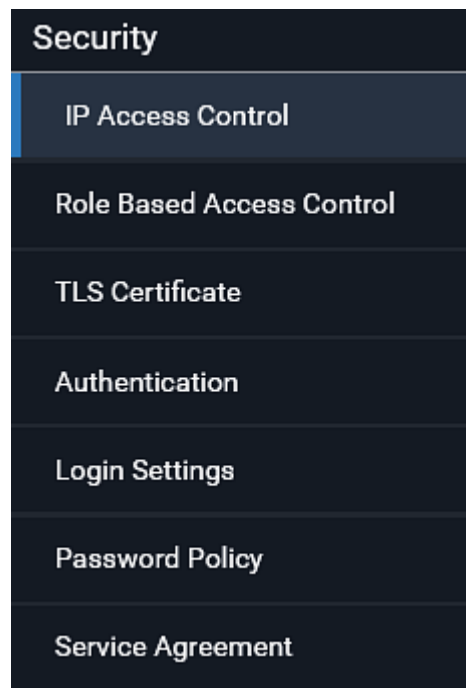 Security
IP Access Control
Role Based Access Control
TLS Certificate
Authentication
Login Settings
Password Policy
Service Agreement